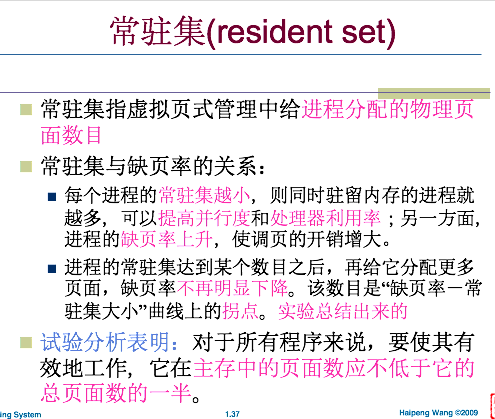 常驻集(resident set)
常驻集指虚拟页式管理中给进程分配的物理页
面数目
常驻集与缺页率的关系：
每个进程的常驻集越小，则同时驻留内存的进程就
越多，可以提高并行度和处理器利用率；另一方面,
进程的缺页率上升，使调页的开销增大。
进程的常驻集达到某个数目之后，再给它分配更多
页面，缺页率不再明显下降。该数目是“缺页率－常
驻集大小”曲线上的拐点。实验总结出来的
试验分析表明：对于所有程序来说，要使其有
效地工作，它在主存中的页面数应不低于它的
总页面数的一半。
ing System 1.37 Haipeng Wang ©2009